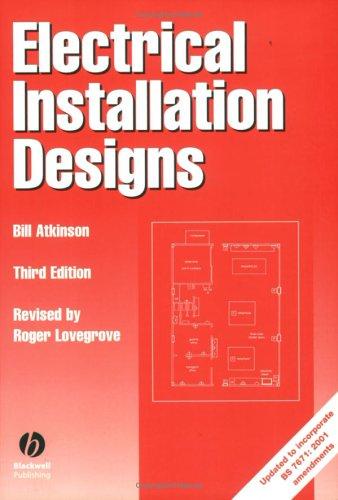 Electrical
Installation
Designs
Bill Atkinson
Third Edition
Revised by
Roger Lovegrove
Updated to incorporate
BS 7671: 2001
amendments
Blackwell
Publishing